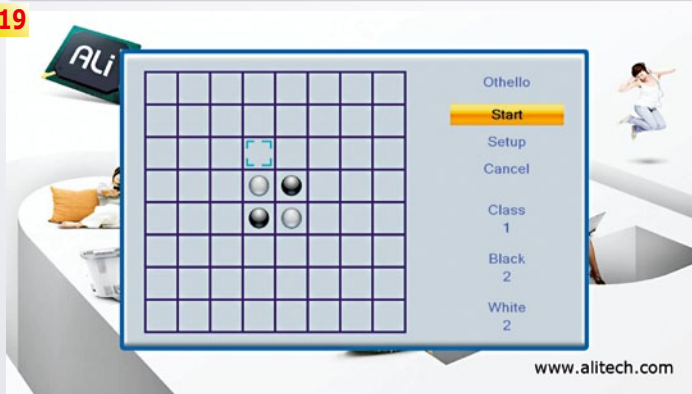 19
ALi
Othello
Start
Setup
Cancel
Class
1
Black
2
White
2
www.alitech.com